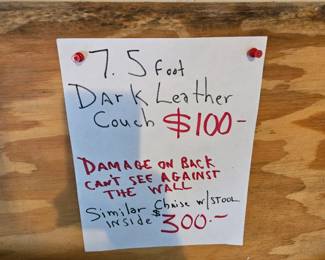 7.5 Foot
Dark Leather
Couch $100-
DAMAGE ON BACK
CAN'T SEE AGAINST
THE WALL
Similar Chaise w/STOOL
INSIDE $300.-